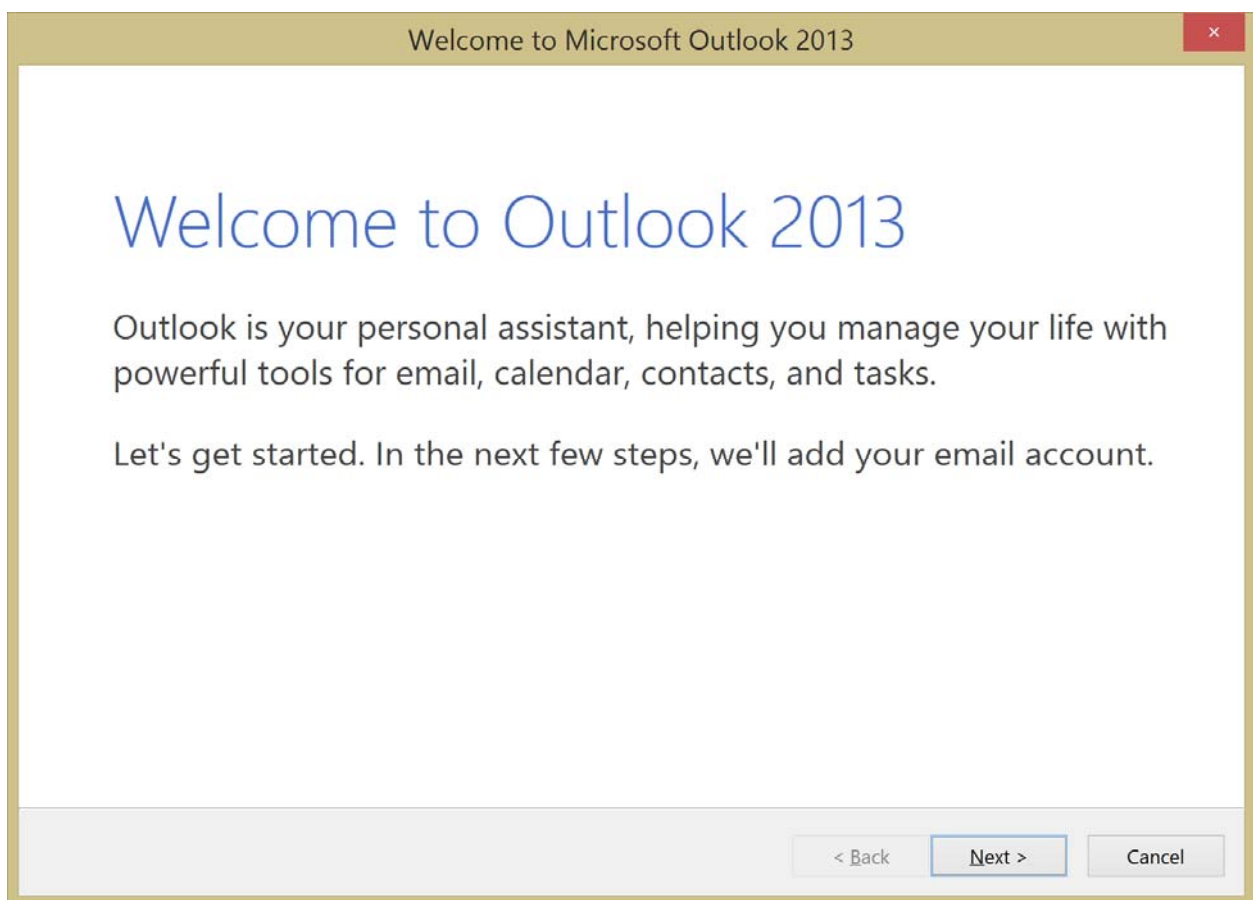 Welcome to Microsoft Outlook 2013
Welcome to Outlook 2013
Outlook is your personal assistant, helping you manage your life with
powerful tools for email, calendar, contacts, and tasks.
Let's get started. In the next few steps, we'll add your email account.
< Back Next > Cancel